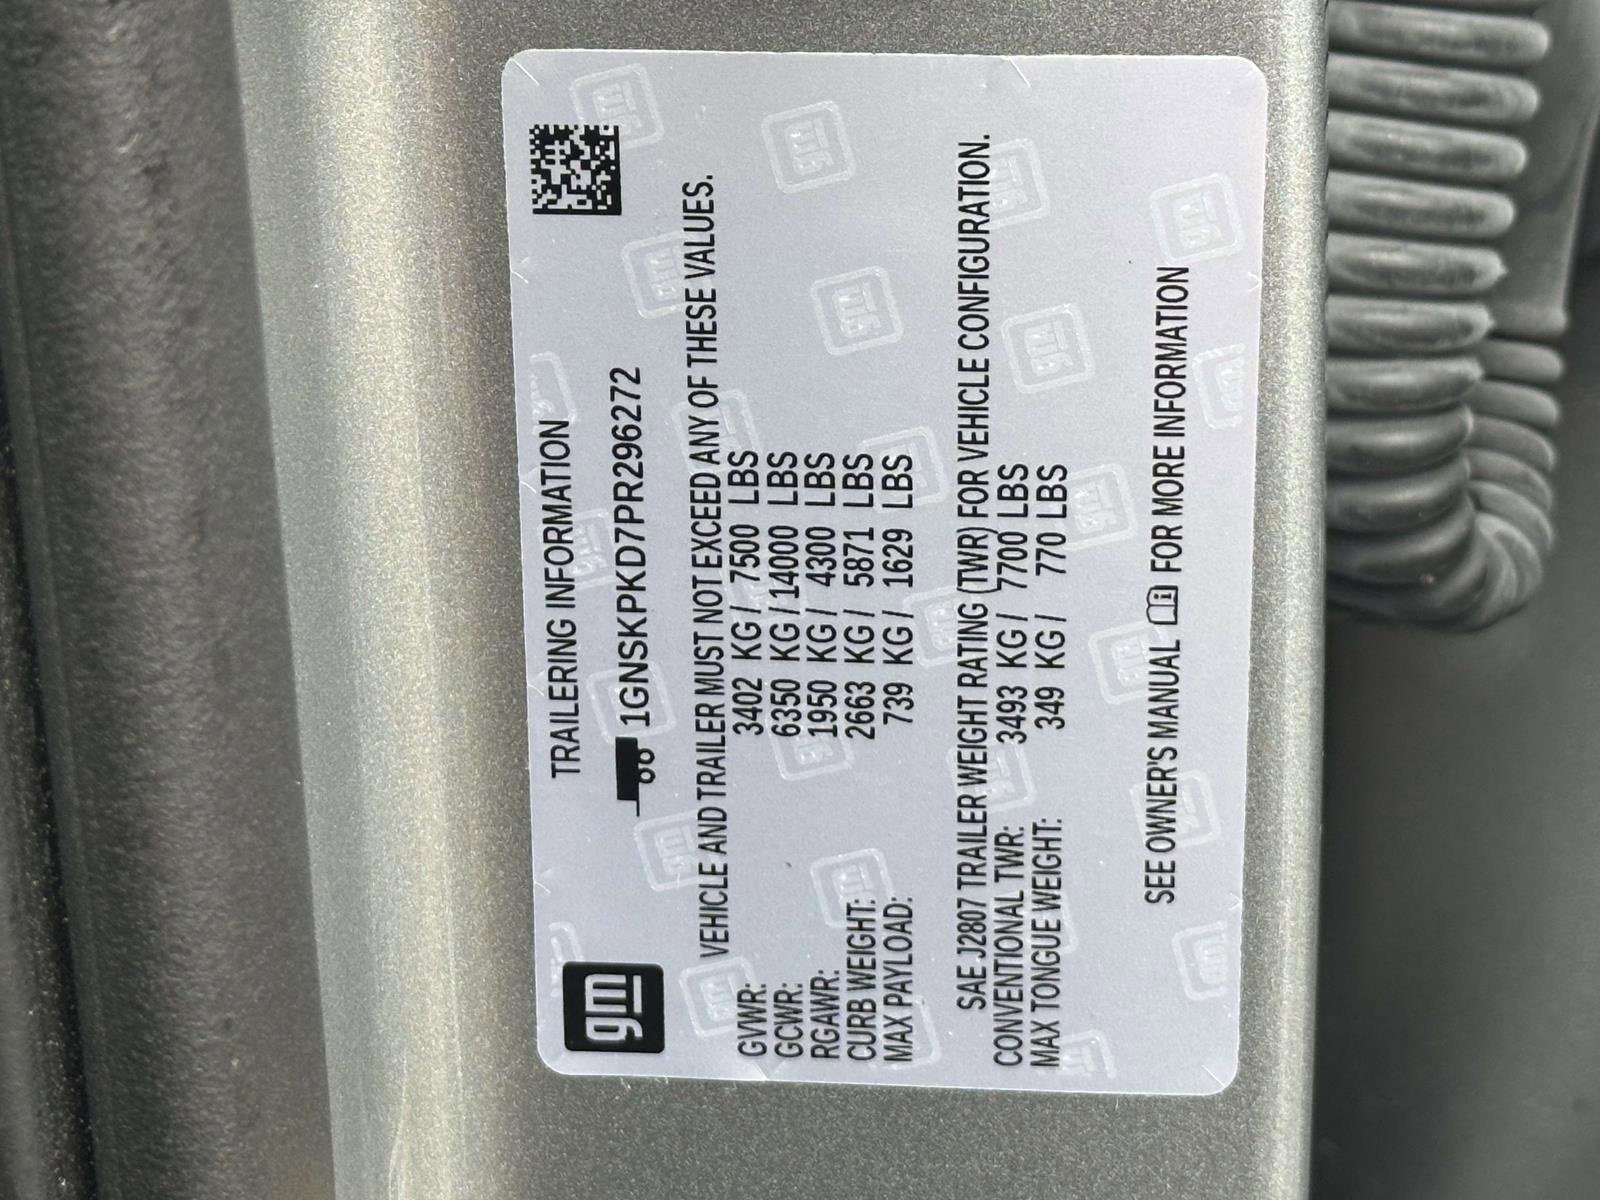 gm
TRAILERING INFORMATION
1GNSKPKD7PR296272
VEHICLE AND TRAILER MUST NOT EXCEED ANY OF THESE VALUES.
GVWR: 3402 KG / 7500 LBS
GCWR: 6350 KG / 14000 LBS
RGAWR: 1950 KG / 4300 LBS
CURB WEIGHT: 2663 KG / 5871 LBS
MAX PAYLOAD: 739 KG / 1629 LBS
SAE J2807 TRAILER WEIGHT RATING (TWR) FOR VEHICLE CONFIGURATION.
CONVENTIONAL TWR: 3493 KG / 7700 LBS
MAX TONGUE WEIGHT: 349 KG / 770 LBS
SEE OWNER'S MANUAL FOR MORE INFORMATION